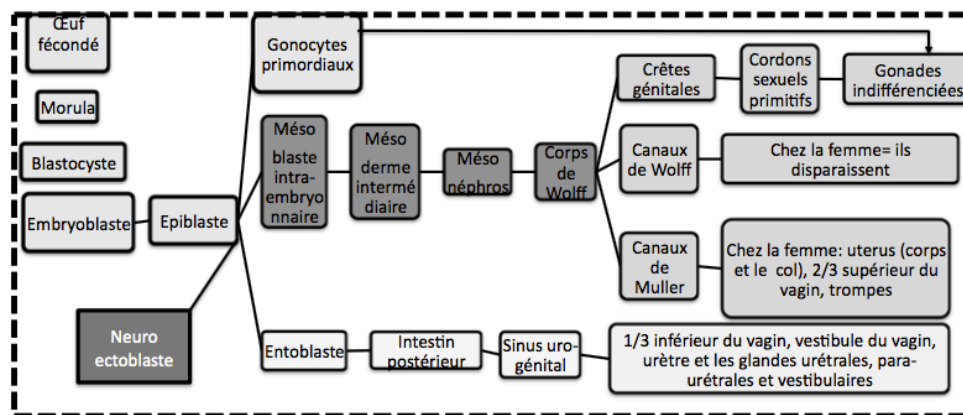 Œuf
fécondé
Morula
Blastocyste
Embryoblaste
Epiblaste
Neuro
ectoblaste
Gonocytes
primordiaux
Méso
blaste
intra-
embryo
nnaire
Méso
derme
intermé
diaire
Méso
néphros
Corps
de
Wolff
Crêtes
génitales
Cordons
sexuels
primitifs
Gonades
indifférenciées
Canaux
de Wolff
Chez la femme= ils
disparaissent
Canaux
de
Muller
Chez la femme: uterus (corps
et le col), 2/3 supérieur du
vagin, trompes
Entoblaste
Intestin
postérieur
Sinus uro-
génital
1/3 inférieur du vagin, vestibule du vagin,
urètre et les glandes urétrales, para-
urétrales et vestibulaires